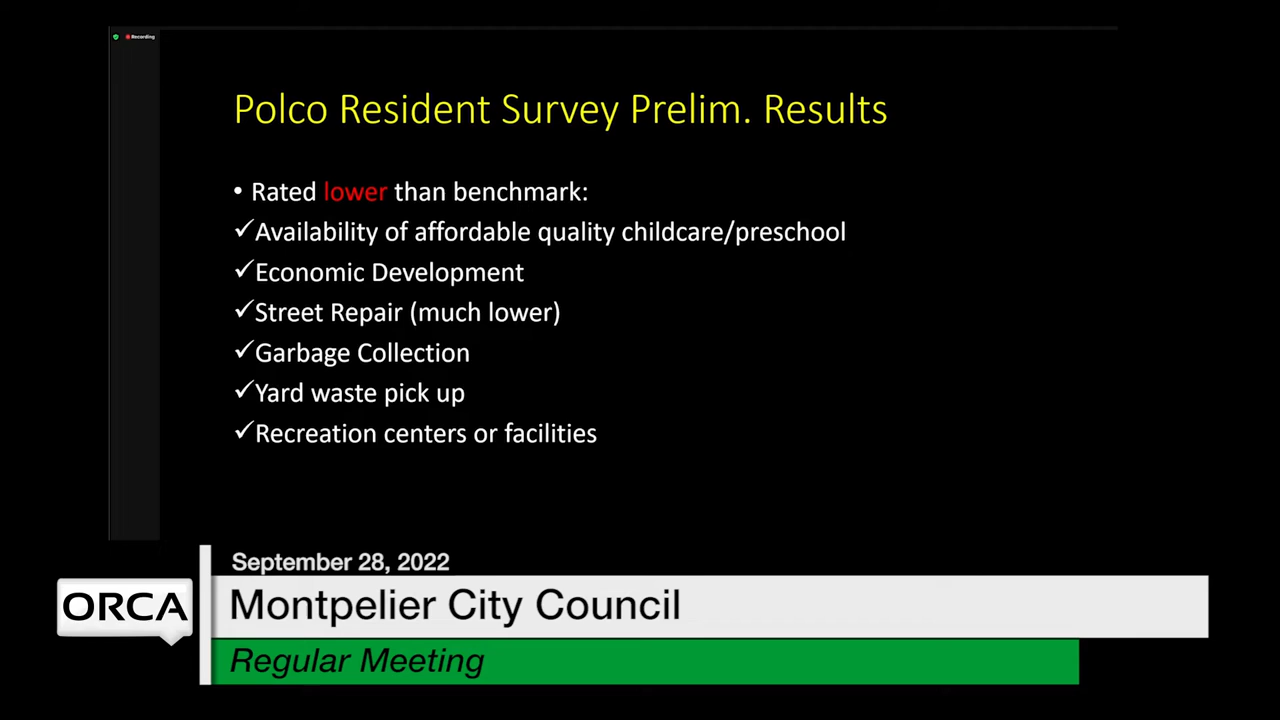 Recording
Polco Resident Survey Prelim. Results
• Rated lower than benchmark:
✓Availability of affordable quality childcare/preschool
✓Economic Development
✓Street Repair (much lower)
✓Garbage Collection
✓Yard waste pick up
✓Recreation centers or facilities
September 28, 2022
ORCA
Montpelier City Council
Regular Meeting